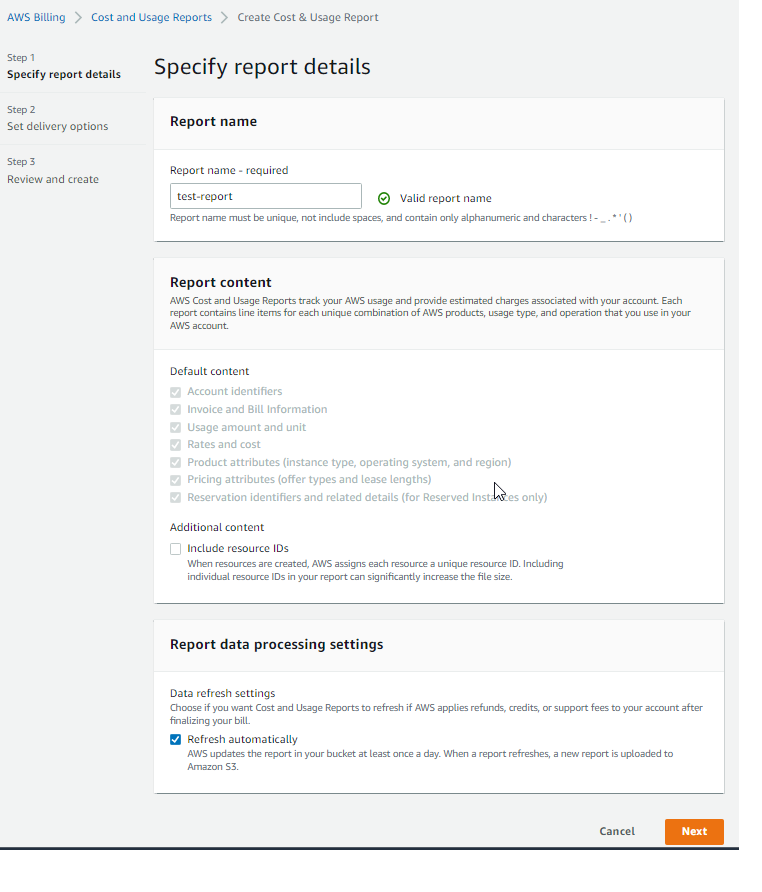 AWS Billing > Cost and Usage Reports > Create Cost & Usage Report
Step 1
Specify report details
Step 2
Set delivery options
Step 3
Review and create
Specify report details
Report name
Report name - required
test-report
Valid report name
Report name must be unique, not include spaces, and contain only alphanumeric and characters ! - _ . * ' ( )
Report content
AWS Cost and Usage Reports track your AWS usage and provide estimated charges associated with your account. Each
report contains line items for each unique combination of AWS products, usage type, and operation that you use in your
AWS account.
Default content
Account identifiers
Invoice and Bill Information
Usage amount and unit
Rates and cost
Product attributes (instance type, operating system, and region)
Pricing attributes (offer types and lease lengths)
Reservation identifiers and related details (for Reserved Instances only)
Additional content
Include resource IDs
When resources are created, AWS assigns each resource a unique resource ID. Including
individual resource IDs in your report can significantly increase the file size.
Report data processing settings
Data refresh settings
Choose if you want Cost and Usage Reports to refresh if AWS applies refunds, credits, or support fees to your account after
finalizing your bill.
Refresh automatically
AWS updates the report in your bucket at least once a day. When a report refreshes, a new report is uploaded to
Amazon S3.
Cancel
Next